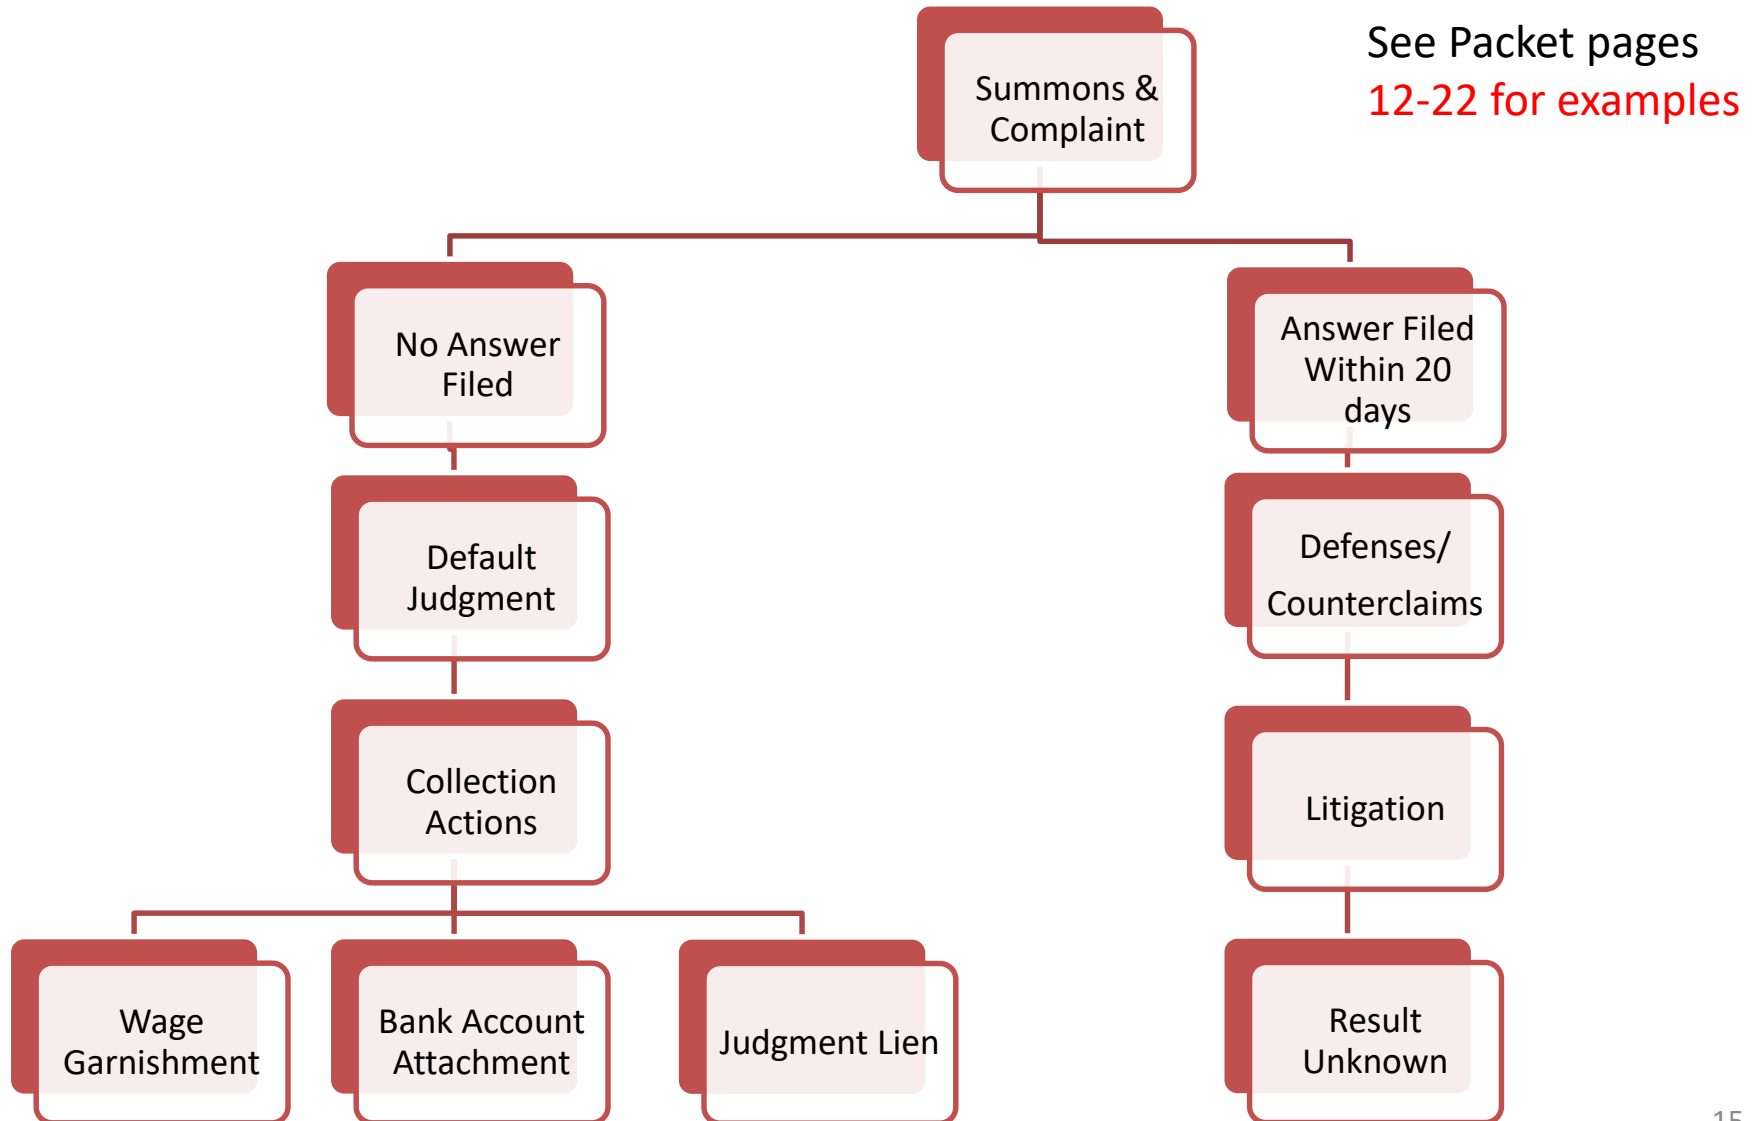 See Packet pages
12-22 for examples
Summons &
Complaint
No Answer
Filed
Answer Filed
Within 20
days
Default
Judgment
Defenses/
Counterclaims
Collection
Actions
Litigation
Wage
Garnishment
Bank Account
Attachment
Judgment Lien
Result
Unknown
15